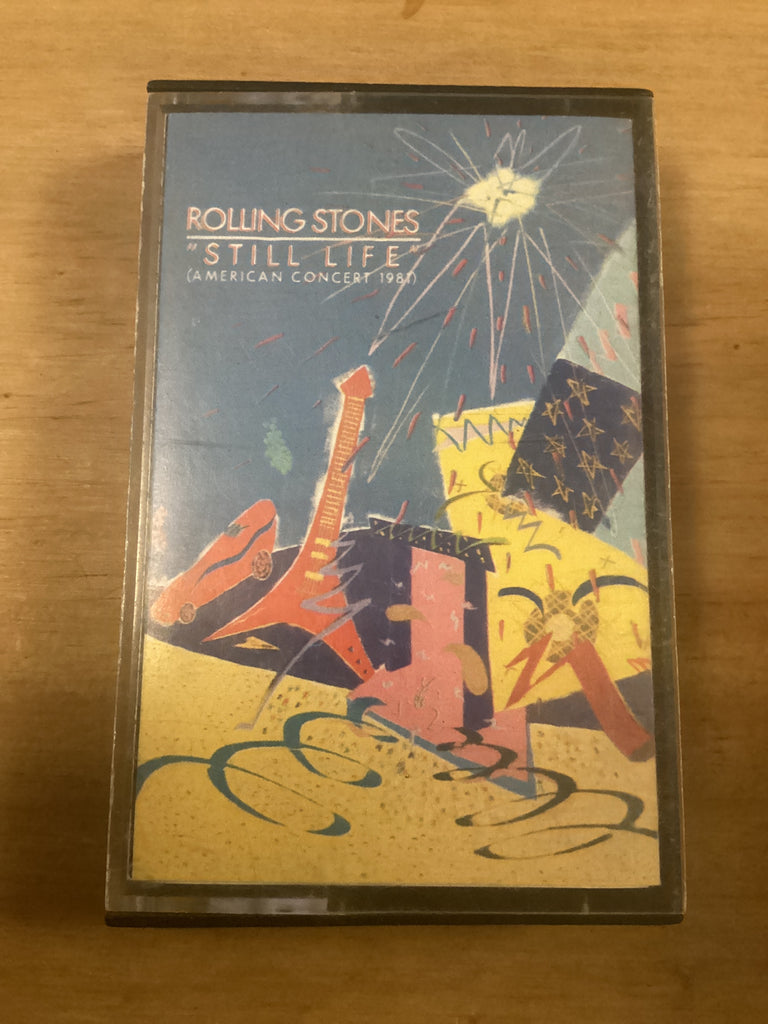 ROLLING STONES
"STILL LIFE"
(AMERICAN CONCERT 1981)